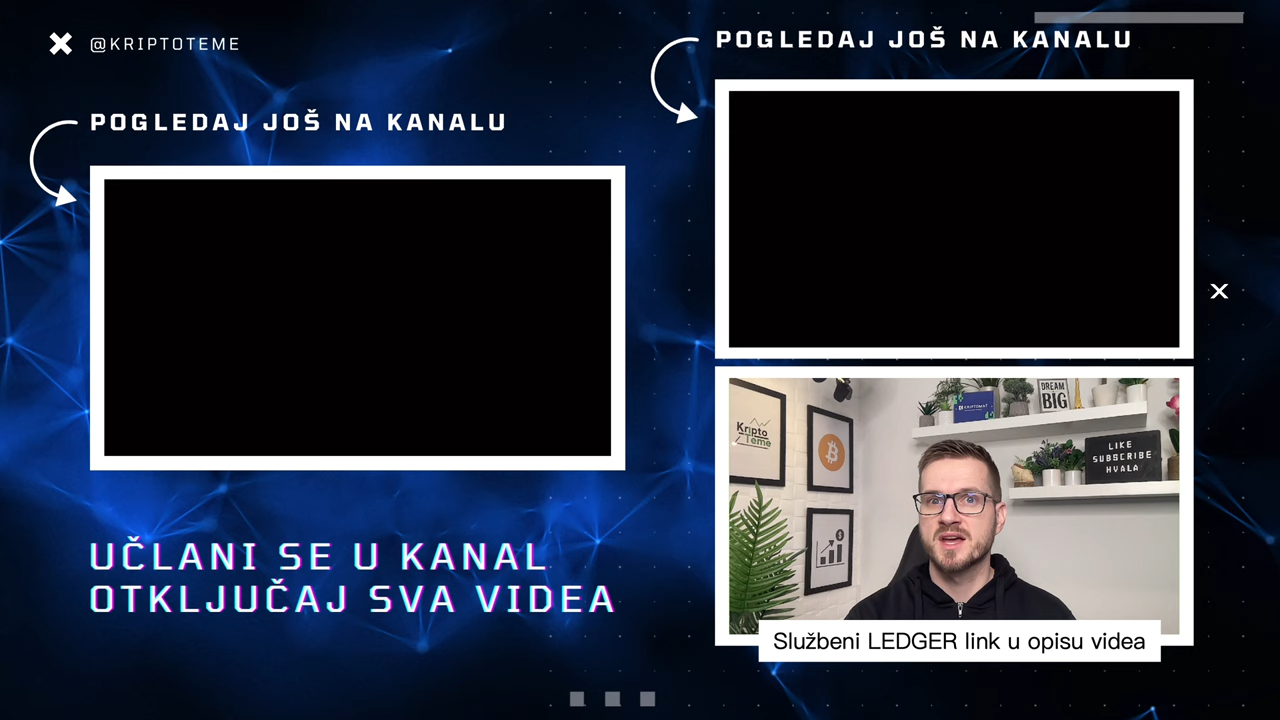 @KRIPTOTEME
POGLEDAJ JOŠ NA KANALU
POGLEDAJ JOŠ NA KANALU
UČLANI SE U KANAL
OTKLJUČAJ SVA VIDEA
Kripto
Teme
KRIPTOMAT
DREAM
BIG
LIKE
SUBSCRIBE
HVALA
Službeni LEDGER link u opisu videa